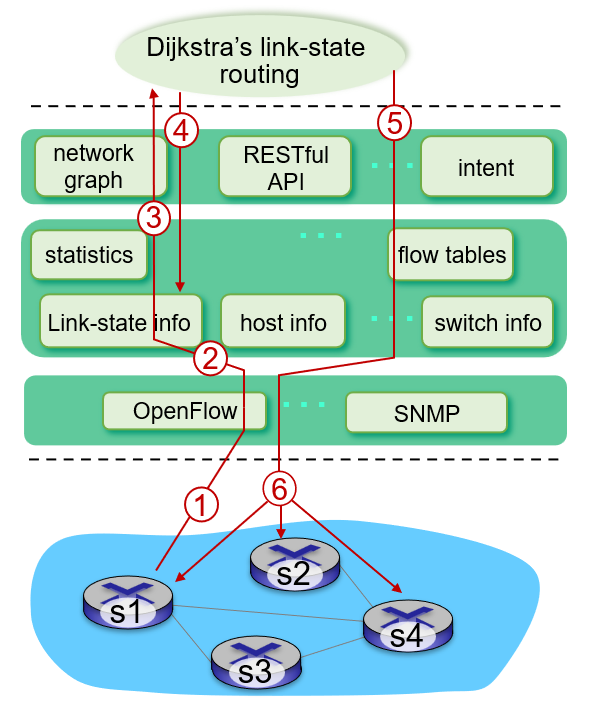 Dijkstra's link-state
routing
4
5
network
graph
RESTful
API
intent
3
statistics
flow tables
Link-state info
host info
switch info
2
OpenFlow
SNMP
1
6
s2
s1
s4
s3